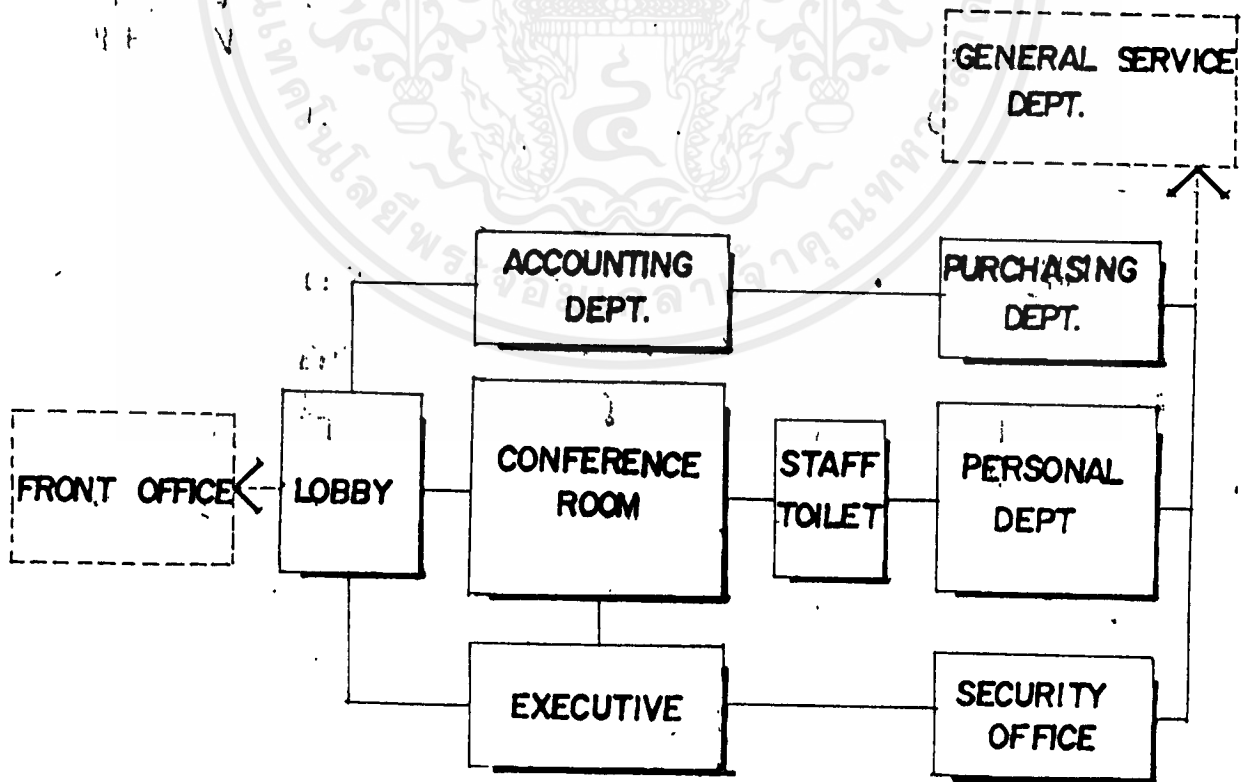 GENERAL SERVICE
DEPT.
ACCOUNTING
DEPT.
PURCHASING
DEPT.
FRONT OFFICE
LOBBY
CONFERENCE
ROOM
STAFF
TOILET
PERSONAL
DEPT
EXECUTIVE
SECURITY
OFFICE